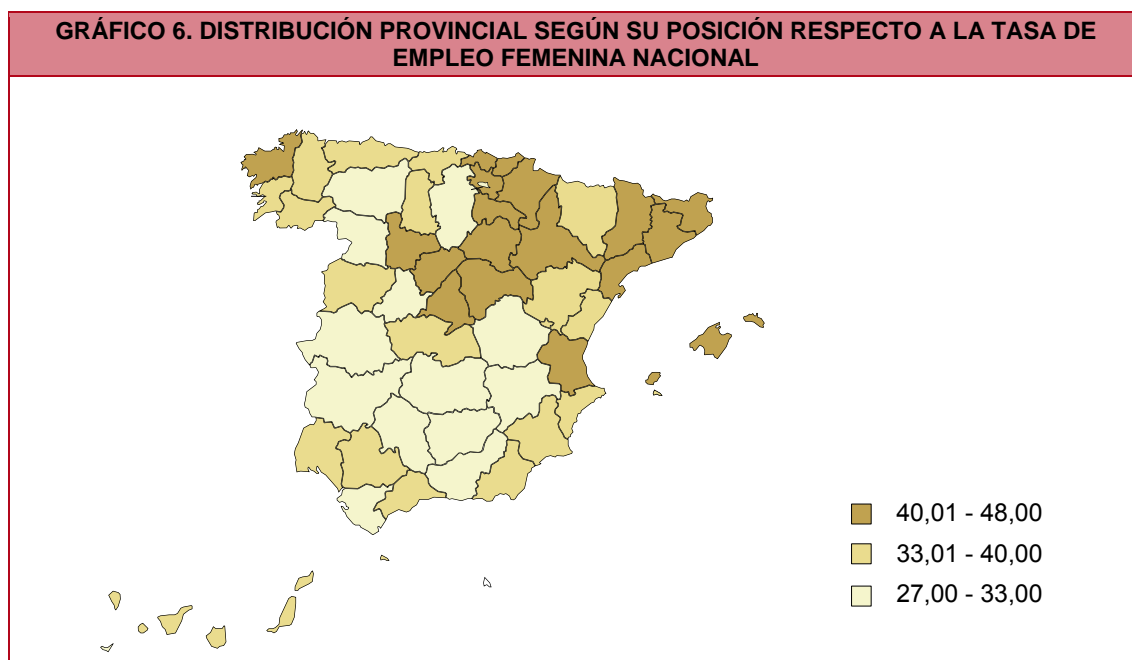 GRÁFICO 6. DISTRIBUCIÓN PROVINCIAL SEGÚN SU POSICIÓN RESPECTO A LA TASA DE
EMPLEO FEMENINA NACIONAL
40,01 - 48,00
33,01 - 40,00
27,00 - 33,00